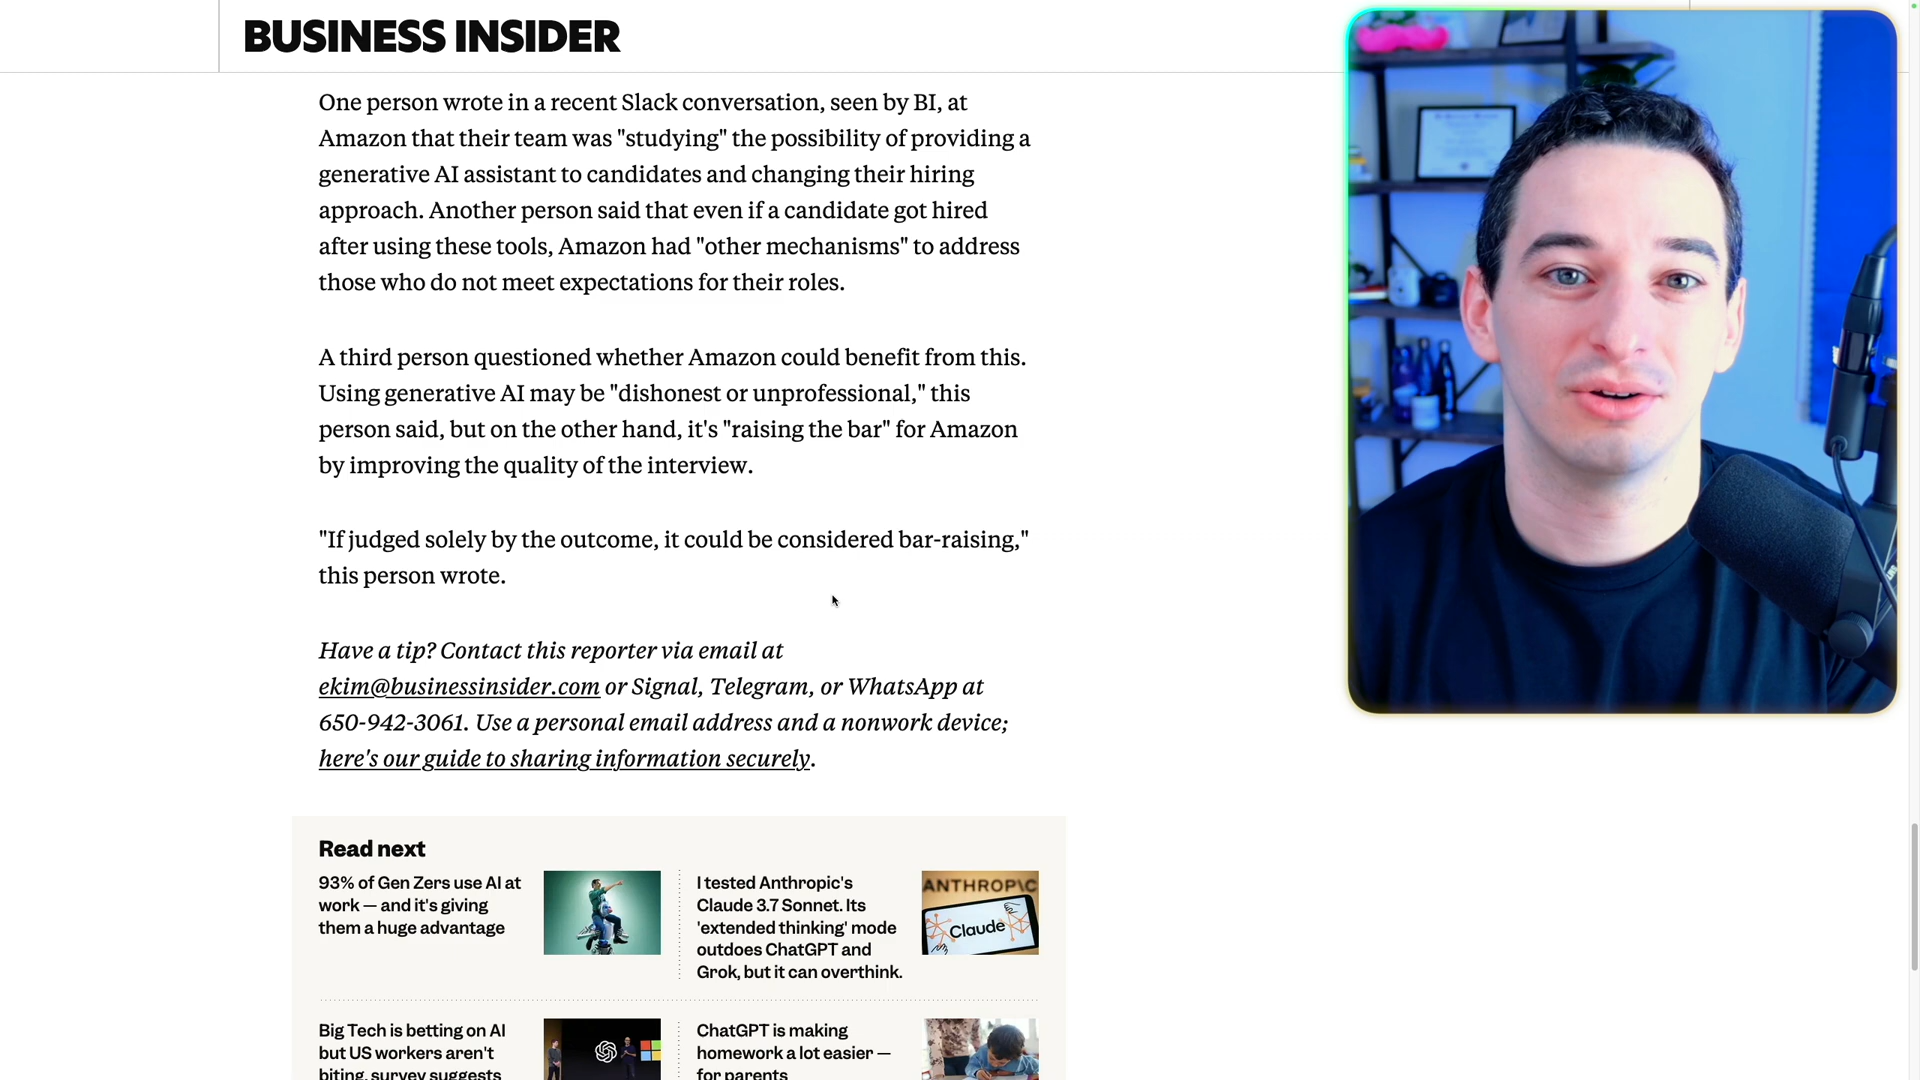 BUSINESS INSIDER
One person wrote in a recent Slack conversation, seen by BI, at
Amazon that their team was "studying" the possibility of providing a
generative AI assistant to candidates and changing their hiring
approach. Another person said that even if a candidate got hired
after using these tools, Amazon had "other mechanisms" to address
those who do not meet expectations for their roles.
A third person questioned whether Amazon could benefit from this.
Using generative AI may be "dishonest or unprofessional," this
person said, but on the other hand, it's "raising the bar" for Amazon
by improving the quality of the interview.
"If judged solely by the outcome, it could be considered bar-raising,"
this person wrote.
Have a tip? Contact this reporter via email at
ekim@businessinsider.com or Signal, Telegram, or WhatsApp at
650-942-3061. Use a personal email address and a nonwork device;
here's our guide to sharing information securely.
Read next
93% of Gen Zers use AI at
work — and it's giving
them a huge advantage
I tested Anthropic's
Claude 3.7 Sonnet. Its
'extended thinking' mode
outdoes ChatGPT and
Grok, but it can overthink.
ANTHROP\C
Claude
Big Tech is betting on AI
but US workers aren't
biting, survey suggests
ChatGPT is making
homework a lot easier —
for parents